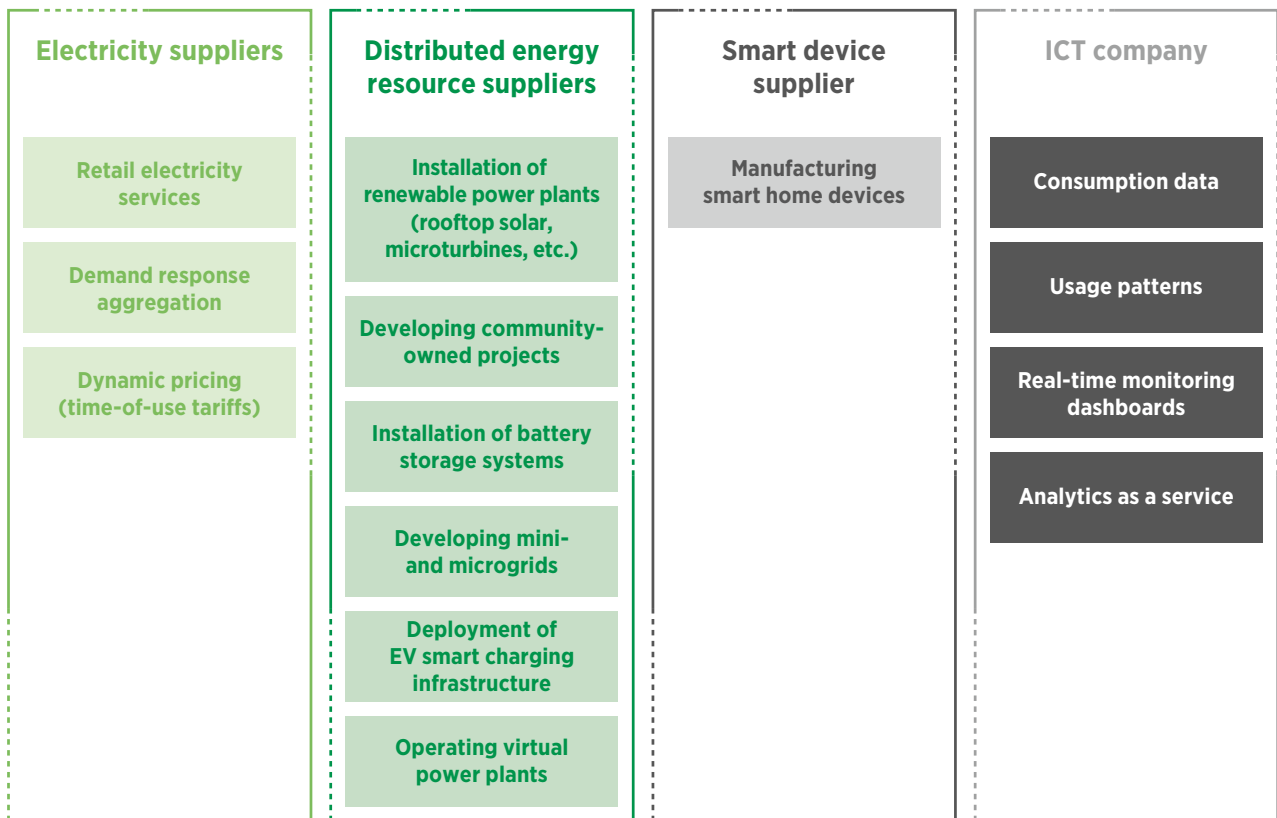 Electricity suppliers
Retail electricity
services
Demand response
aggregation
Dynamic pricing
(time-of-use tariffs)
Distributed energy
resource suppliers
Installation of
renewable power plants
(rooftop solar,
microturbines, etc.)
Developing community-
owned projects
Installation of battery
storage systems
Developing mini-
and microgrids
Deployment of
EV smart charging
infrastructure
Operating virtual
power plants
Smart device
supplier
Manufacturing
smart home devices
ICT company
Consumption data
Usage patterns
Real-time monitoring
dashboards
Analytics as a service